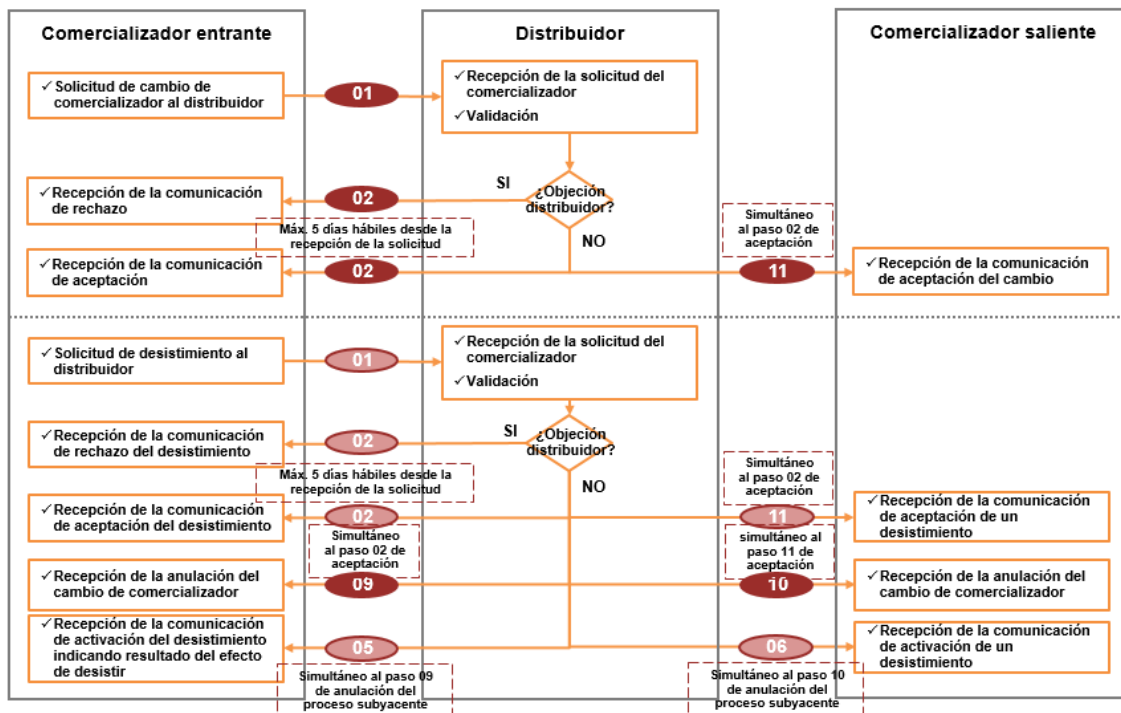 Comercializador entrante
Distribuidor
Comercializador saliente
✓Solicitud de cambio de
comercializador al distribuidor
01
✓Recepción de la solicitud del
comercializador
✓Validación
✓Recepción de la comunicación
de rechazo
02
SI
¿Objeción
distribuidor?
Máx. 5 días hábiles desde la
recepción de la solicitud
NO
Simultáneo
al paso 02 de
aceptación
✓Recepción de la comunicación
de aceptación
02
11
✓Recepción de la comunicación
de aceptación del cambio
✓Solicitud de desistimiento al
distribuidor
01
✓Recepción de la solicitud del
comercializador
✓Validación
✓Recepción de la comunicación
de rechazo del desistimiento
02
SI
¿Objeción
distribuidor?
Máx. 5 días hábiles desde la
recepción de la solicitud
NO
Simultáneo
al paso 02 de
aceptación
✓Recepción de la comunicación
de aceptación del desistimiento
02
11
✓Recepción de la comunicación
de aceptación de un
desistimiento
Simultáneo
al paso 02 de
aceptación
simultáneo al
paso 11 de
aceptación
✓Recepción de la anulación del
cambio de comercializador
09
10
✓Recepción de la anulación del
cambio de comercializador
✓Recepción de la comunicación
de activación del desistimiento
indicando resultado del efecto
de desistir
05
06
✓Recepción de la comunicación
de activación de un
desistimiento
Simultáneo al paso 09
de anulación del
proceso subyacente
Simultáneo al paso 10
de anulación del
proceso subyacente